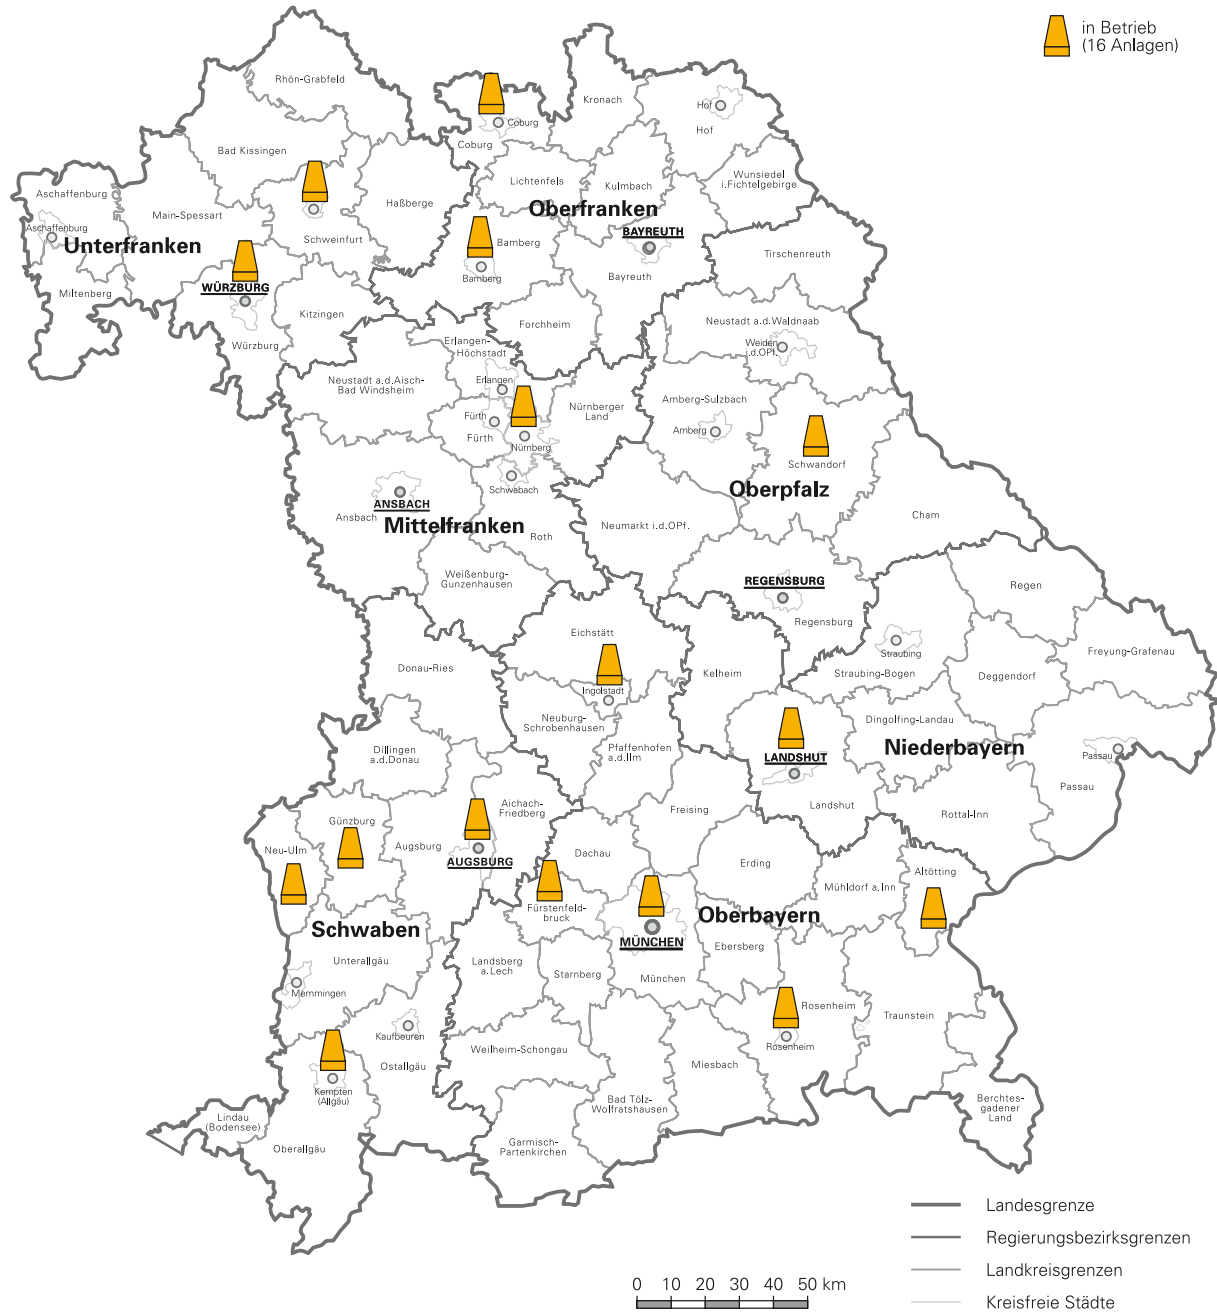 in Betrieb
(16 Anlagen)
Rhön-Grabfeld
Kronach
Hof
Hof
Coburg
Coburg
Bad Kissingen
Lichtenfels
Kulmbach
Wunsiedel
i.Fichtelgebirge
Aschaffenburg
Main-Spessart
Haßberge
Oberfranken
Aschaffenburg
Unterfranken
Schweinfurt
Bamberg
BAYREUTH
Bamberg
Bayreuth
Tirschenreuth
WÜRZBURG
Miltenberg
Kitzingen
Würzburg
Forchheim
Neustadt a.d.Waldnaab
Erlangen-
Höchstadt
Weiden
i.d.OPf.
Neustadt a.d.Aisch-
Bad Windsheim
Erlangen
Nürnberger
Land
Amberg-Sulzbach
Fürth
Fürth
Nürnberg
Amberg
Schwandorf
Schwabach
Oberpfalz
ANSBACH
Ansbach
Mittelfranken
Roth
Neumarkt i.d.OPf.
Cham
Weißenburg-
Gunzenhausen
REGENSBURG
Regensburg
Regen
Eichstätt
Straubing
Freyung-Grafenau
Donau-Ries
Kelheim
Straubing-Bogen
Deggendorf
Ingolstadt
Neuburg-
Schrobenhausen
Dingolfing-Landau
Niederbayern
Dillingen
a.d.Donau
Pfaffenhofen
a.d.Ilm
LANDSHUT
Passau
Passau
Landshut
Rottal-Inn
Aichach-
Friedberg
Freising
Günzburg
Neu-Ulm
Augsburg
AUGSBURG
Dachau
Erding
Mühldorf a.Inn
Altötting
Fürstenfeld-
bruck
Schwaben
Oberbayern
MÜNCHEN
Ebersberg
Unterallgäu
Landsberg
a.Lech
Starnberg
München
Memmingen
Rosenheim
Traunstein
Kaufbeuren
Rosenheim
Weilheim-Schongau
Ostallgäu
Miesbach
Kempten
(Allgäu)
Bad Tölz-
Wolfratshausen
Berchtes-
gadener
Land
Lindau
(Bodensee)
Oberallgäu
Garmisch-
Partenkirchen
Landesgrenze
Regierungsbezirksgrenzen
Landkreisgrenzen
Kreisfreie Städte
0 10 20 30 40 50 km